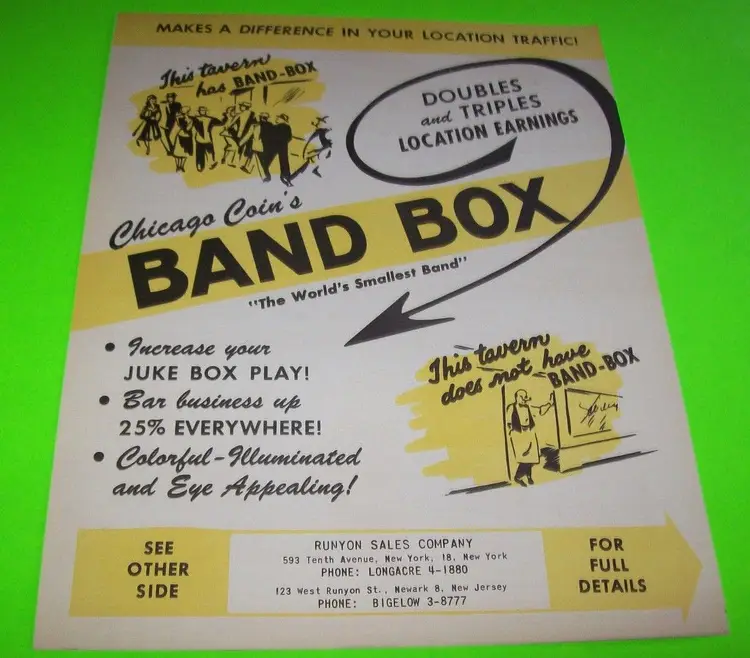 MAKES A DIFFERENCE IN YOUR LOCATION TRAFFIC!
This tavern
has BAND-BOX
DOUBLES
and TRIPLES
LOCATION EARNINGS
Chicago Coin's
BAND BOX
"The World's Smallest Band"
• Increase your
JUKE BOX PLAY!
• Bar business up
25% EVERYWHERE!
• Colorful-Illuminated
and Eye Appealing!
This tavern
does not have
BAND-BOX
SEE
OTHER
SIDE
RUNYON SALES COMPANY
593 Tenth Avenue, New York, 18, New York
PHONE: LONGACRE 4-1880
123 West Runyon St., Newark 8, New Jersey
PHONE: BIGELOW 3-8777
FOR
FULL
DETAILS